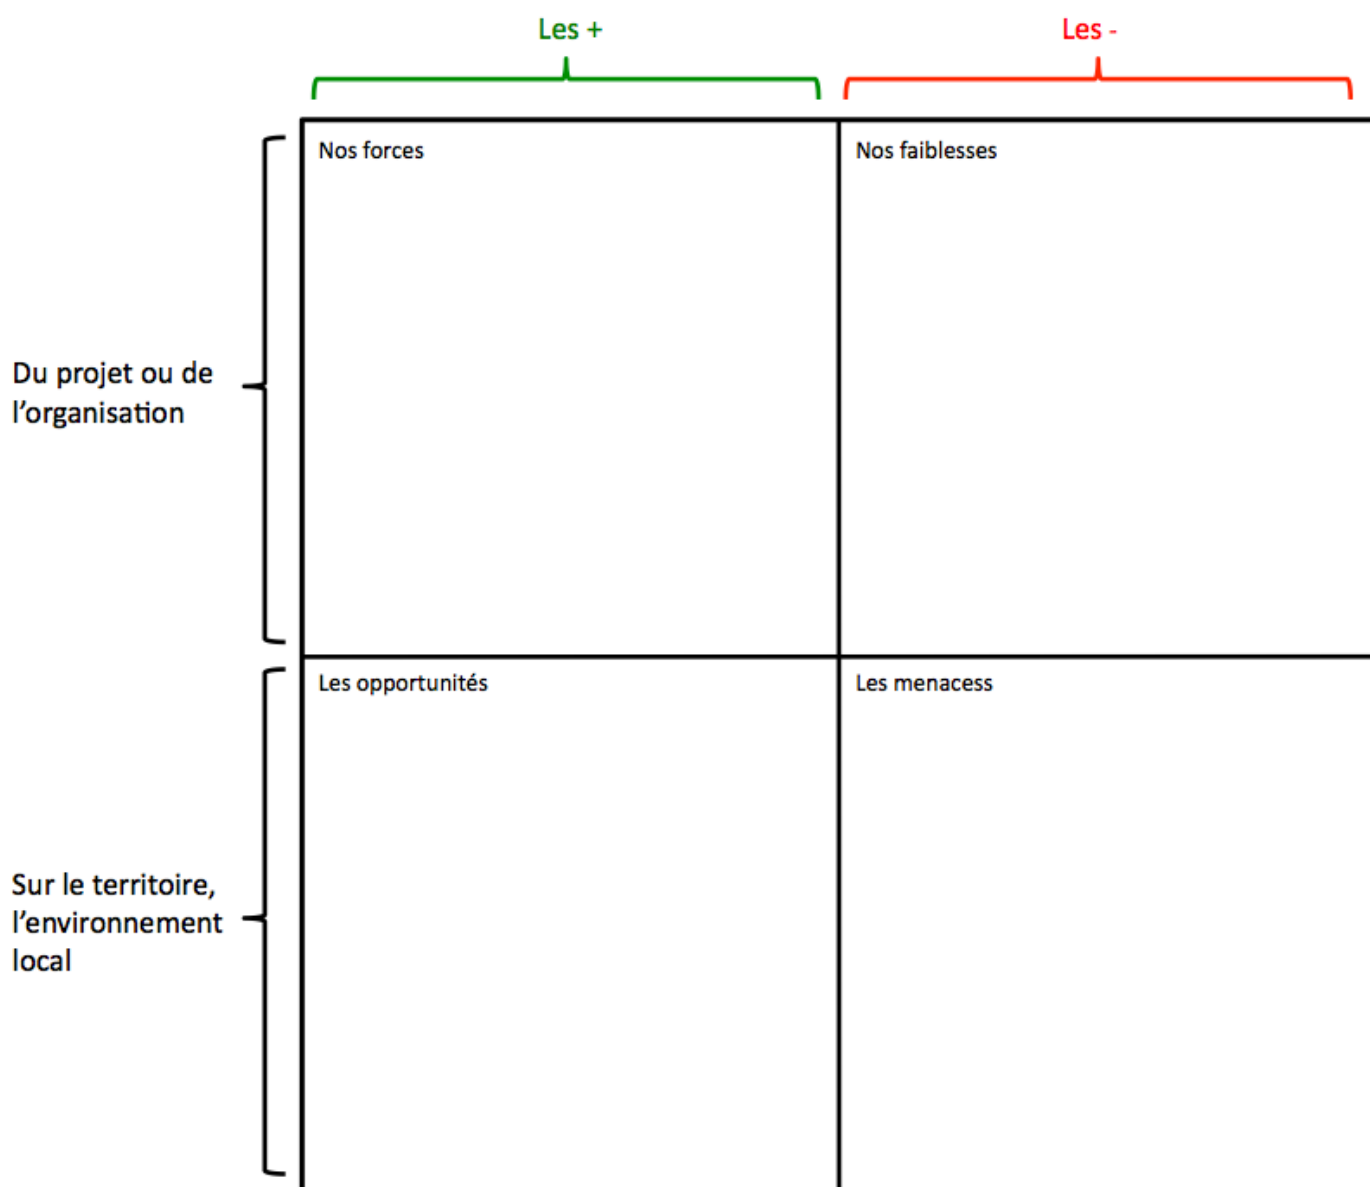 Les +
Les -
Nos forces
Nos faiblesses
Du projet ou de
l’organisation
Les opportunités
Les menacess
Sur le territoire,
l’environnement
local